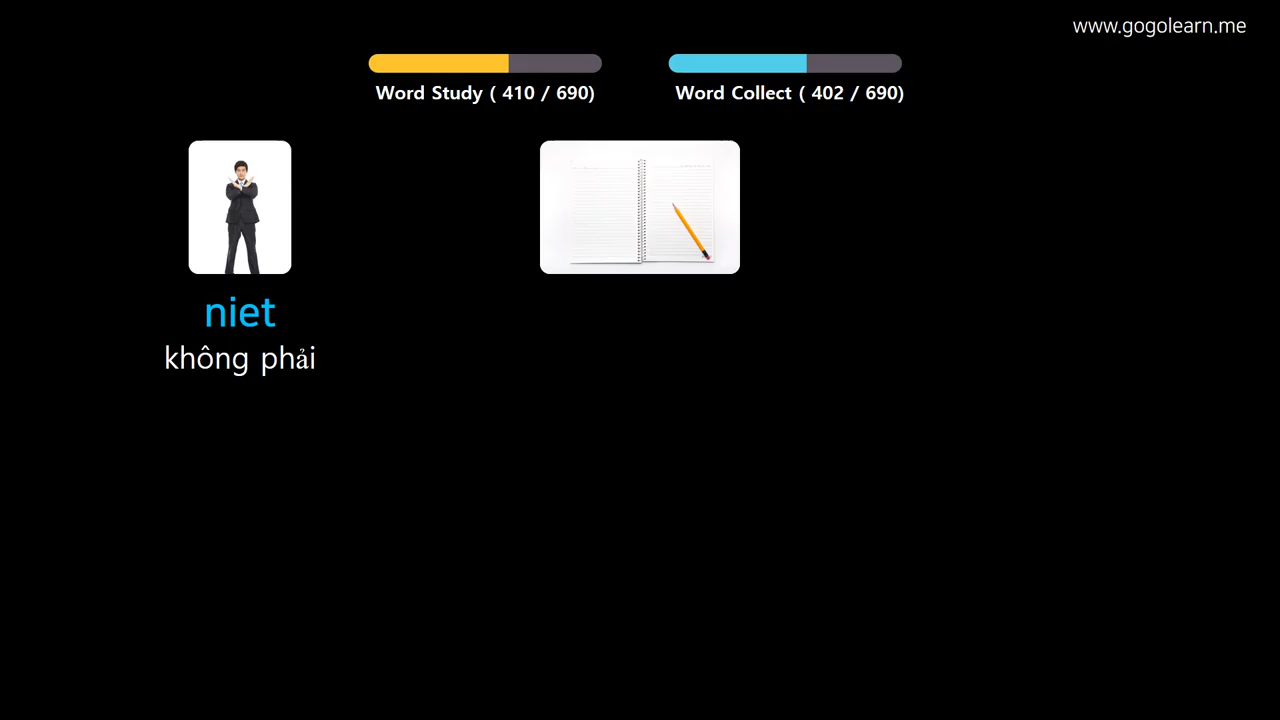 www.gogolearn.me
Word Study ( 410 / 690)
Word Collect ( 402 / 690)
niet
không phải